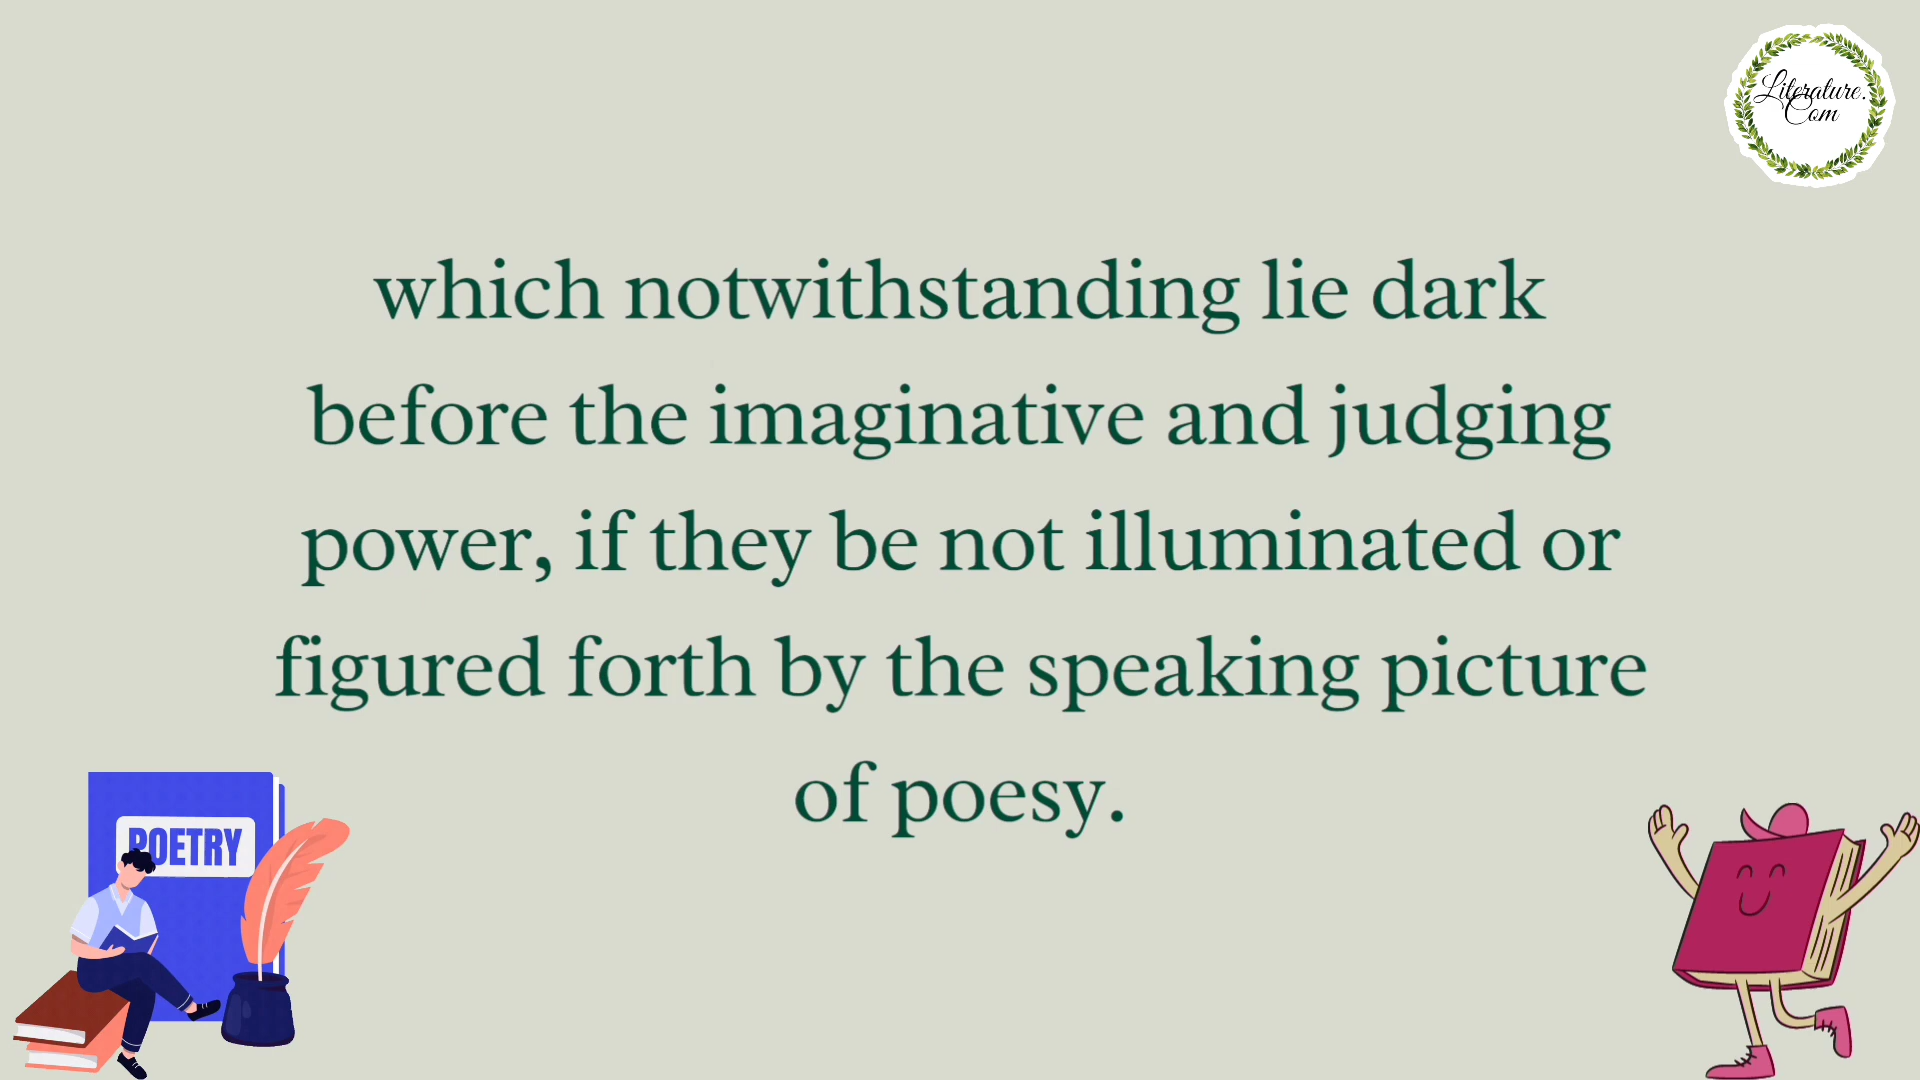 Literature.
Com
which notwithstanding lie dark
before the imaginative and judging
power, if they be not illuminated or
figured forth by the speaking picture
of poesy.
POETRY